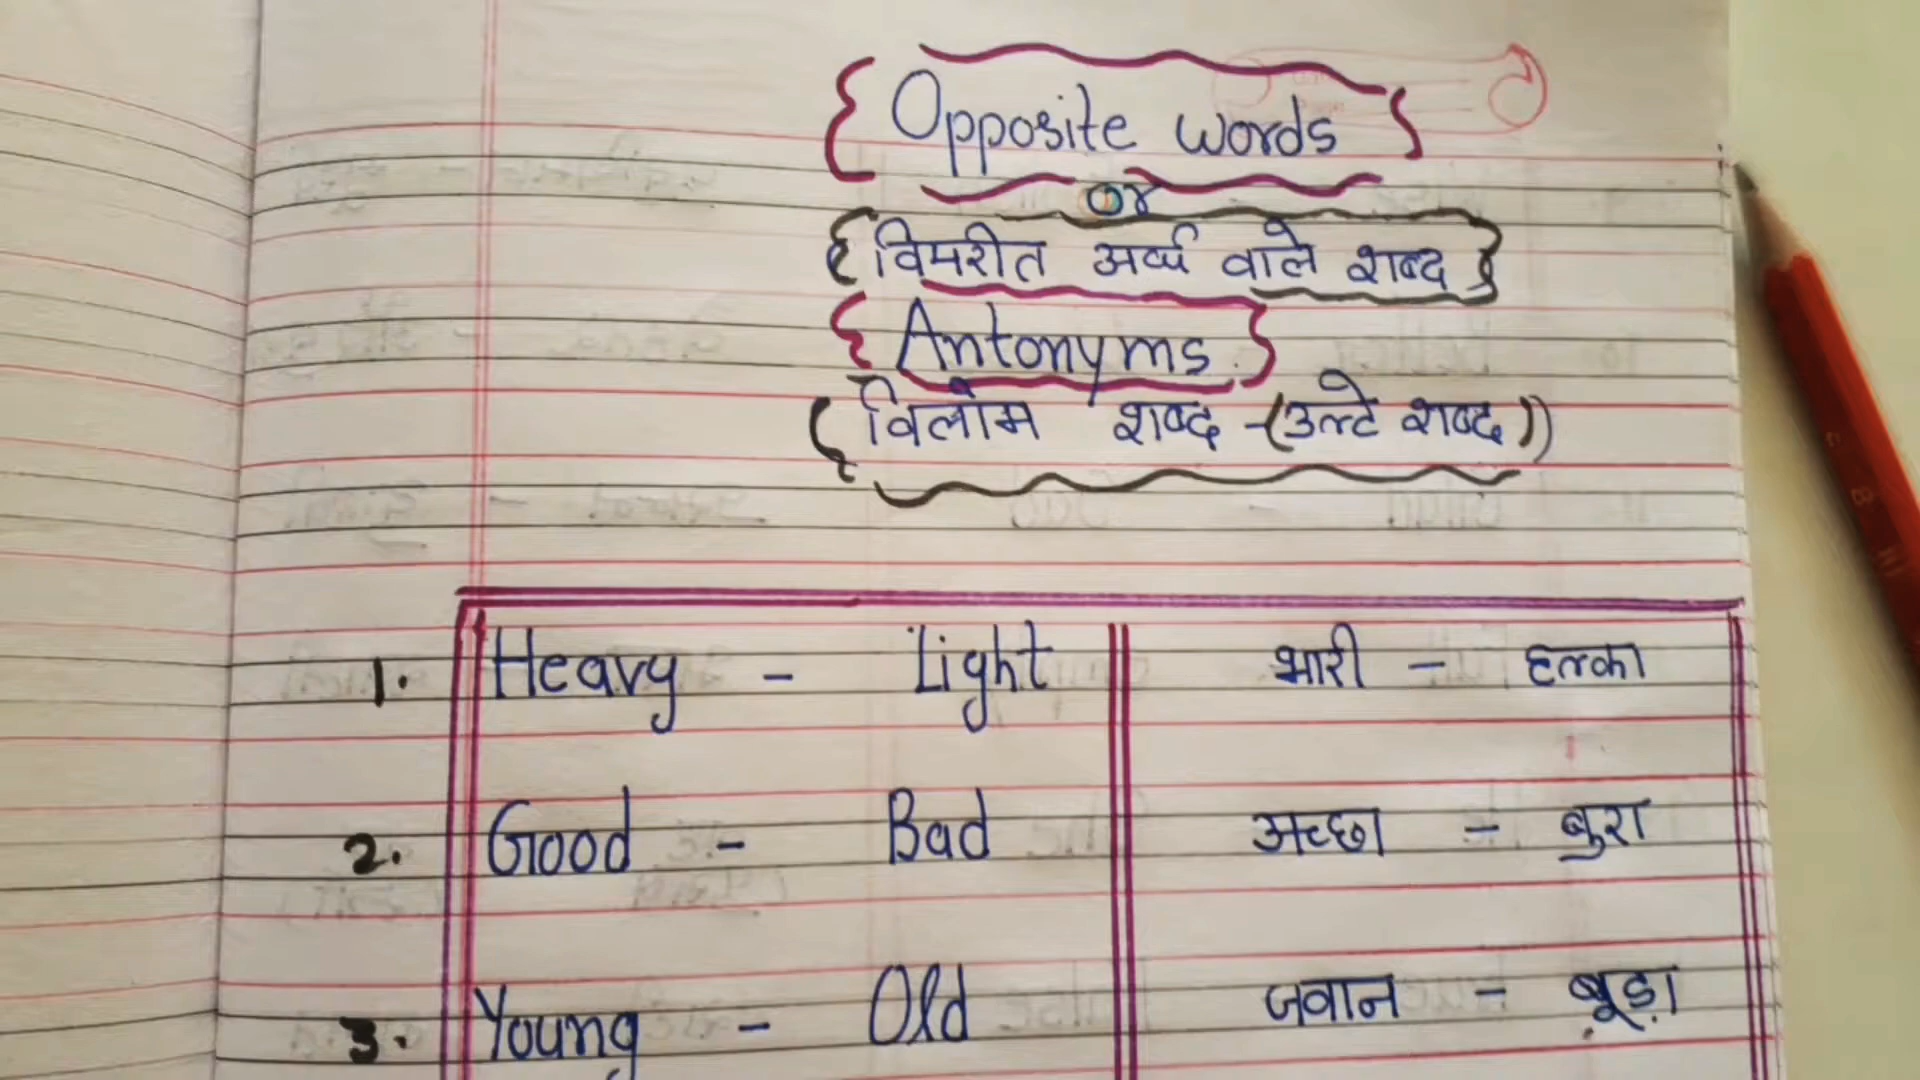 Opposite words
or
विपरीत अर्थ वाले शब्द
Antonyms
विलोम शब्द - (उल्टे शब्द)
1. Heavy - Light भारी - हल्का
2. Good - Bad अच्छा - बुरा
3. Young - Old जवान - बूड़ा